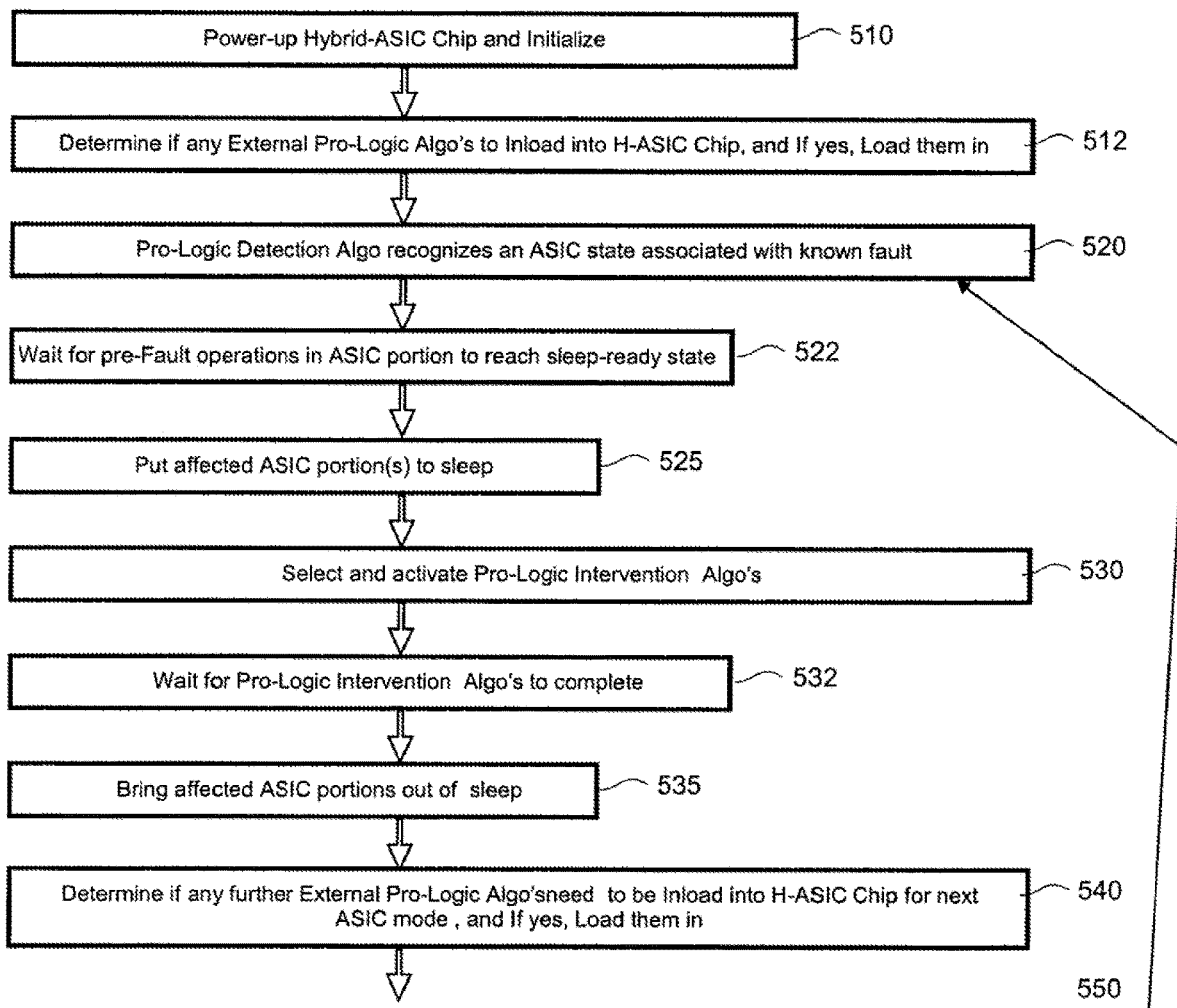 Power-up Hybrid-ASIC Chip and Initialize
510
Determine if any External Pro-Logic Algo's to Inload into H-ASIC Chip, and If yes, Load them in
512
Pro-Logic Detection Algo recognizes an ASIC state associated with known fault
520
Wait for pre-Fault operations in ASIC portion to reach sleep-ready state
522
Put affected ASIC portion(s) to sleep
525
Select and activate Pro-Logic Intervention Algo's
530
Wait for Pro-Logic Intervention Algo's to complete
532
Bring affected ASIC portions out of sleep
535
Determine if any further External Pro-Logic Algo'sneed to be Inload into H-ASIC Chip for next
ASIC mode , and If yes, Load them in
540
550